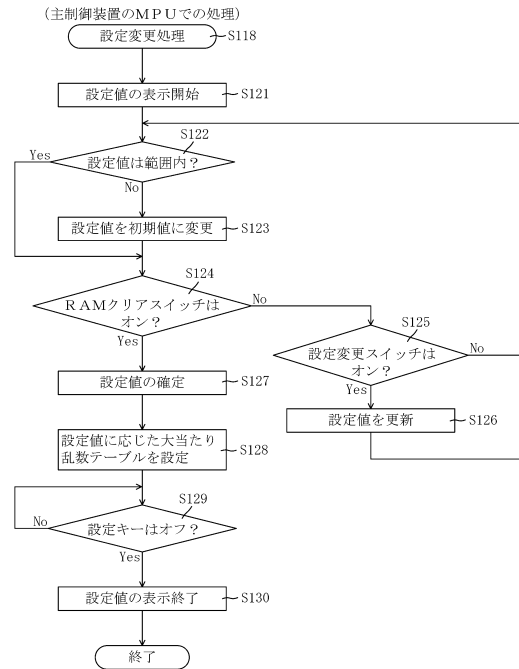 (主制御装置のMPUでの処理)
設定変更処理
S118
設定値の表示開始
S121
S122
設定値は範囲内？
Yes
No
設定値を初期値に変更
S123
S124
RAMクリアスイッチは
オン？
No
Yes
S125
設定変更スイッチは
オン？
No
Yes
設定値の確定
S127
設定値を更新
S126
設定値に応じた大当たり
乱数テーブルを設定
S128
S129
設定キーはオフ？
No
Yes
設定値の表示終了
S130
終了